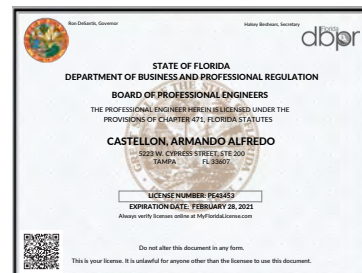 Ron DeSantis, Governor
Halsey Beshears, Secretary
Florida
dbpr
STATE OF FLORIDA
DEPARTMENT OF BUSINESS AND PROFESSIONAL REGULATION
BOARD OF PROFESSIONAL ENGINEERS
THE PROFESSIONAL ENGINEER HEREIN IS LICENSED UNDER THE
PROVISIONS OF CHAPTER 471, FLORIDA STATUTES
CASTELLON, ARMANDO ALFREDO
5223 W. CYPRESS STREET, STE 200
TAMPA FL 33607
LICENSE NUMBER: PE43453
EXPIRATION DATE: FEBRUARY 28, 2021
Always verify licenses online at MyFloridaLicense.com
Do not alter this document in any form.
This is your license. It is unlawful for anyone other than the licensee to use this document.